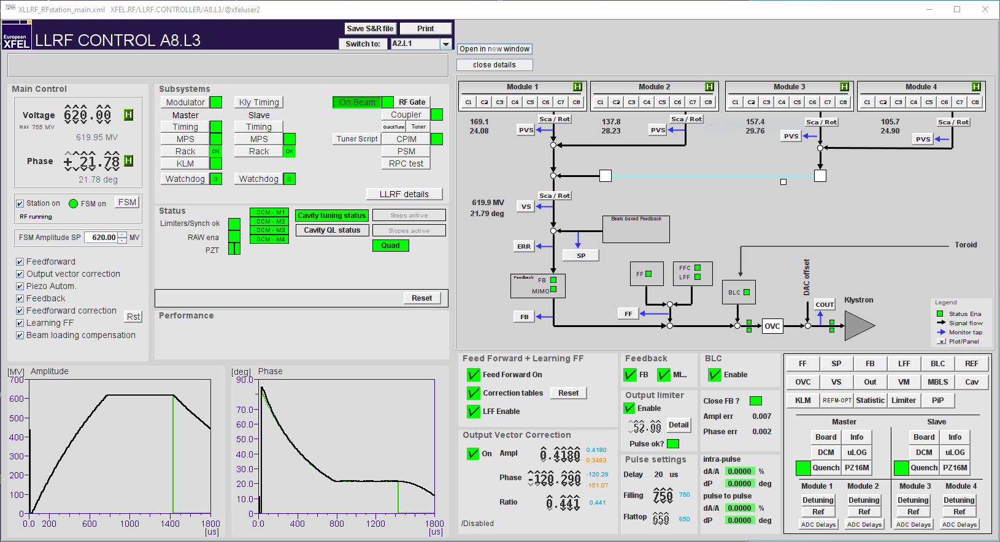 XLLRF_RFstation_main.xml XFEL.RF/LLRF.CONTROLLER/A8.L3/@xfeluser2
European
XFEL
LLRF CONTROL A8.L3
Save S&R file
Print
Switch to:
A2.L1
Open in new window
close details
Main Control
Voltage
620.00
H
max 755 MV
619.95 MV
Phase
+ 21.78
H
21.78 deg
Station on
FSM on
FSM
RF running
FSM Amplitude SP
620.00
MV
Feedforward
Output vector correction
Piezo Autom.
Feedback
Feedforward correction
Rst
Learning FF
Beam loading compensation
Subsystems
Modulator
Kly Timing
On Beam
RF Gate
Master
Slave
Coupler
Timing
Timing
QuickTune
Tuner
MPS
MPS
Tuner Script
CPIM
Rack
OK
Rack
OK
PSM
KLM
RPC test
Watchdog
0
Watchdog
0
LLRF details
Status
Limiters/Synch ok
RAW ena
PZT
DCM - M1
DCM - M2
DCM - M3
DCM - M4
Cavity tuning status
Steps active
Cavity QL status
Slopes active
Quad
Reset
Performance
[MV] Amplitude
700
600
500
400
300
200
100
0
0.0 200 600 1000 1400 1800
[us]
[deg] Phase
90.0
70.0
60.0
50.0
40.0
30.0
20.0
10.0
0.0
0.0 400 800 1200 1800
[us]
Module 1 H
C1 C2 C3 C4 C5 C6 C7 C8
Module 2 H
C1 C2 C3 C4 C5 C6 C7 C8
Module 3 H
C1 C2 C3 C4 C5 C6 C7 C8
Module 4 H
C1 C2 C3 C4 C5 C6 C7 C8
169.1
24.08
Sca / Rot
PVS
137.8
28.23
Sca / Rot
PVS
157.4
29.76
Sca / Rot
PVS
105.7
24.90
Sca / Rot
PVS
Sca / Rot
619.9 MV
21.79 deg
VS
Beam based Feedback
ERR
SP
Toroid
Feedback
FB
MIMO
FF
FFC
LFF
BLC
DAC offset
FB
FF
OVC
COUT
Klystron
Legend
Status Ena
Signal flow
Monitor tap
x Plot/Panel
Feed Forward + Learning FF
Feed Forward On
Correction tables
Reset
LFF Enable
Output Vector Correction
On
Ampl
0.4180
0.4180
0.3483
Phase
-120.290
-120.29
-151.07
Ratio
0.441
0.441
/Disabled
Feedback
FB
MI...
Output limiter
Enable
52.00
Detail
Pulse ok?
Pulse settings
Delay 20 us
Filling 750 750
Flattop 650 650
BLC
Enable
Close FB ?
Ampl err 0.007
Phase err 0.002
intra-pulse
dA/A 0.0000 %
dP 0.0000 deg
pulse to pulse
dA/A 0.0000 %
dP 0.0000 deg
FF SP FB LFF BLC REF
OVC VS Out VM MBLS Cav
KLM REFM-OPT Statistic Limiter PiP
Master
Slave
Board Info
Board Info
DCM uLOG
DCM uLOG
Quench PZ16M
Quench PZ16M
Module 1 Module 2 Module 3 Module 4
Detuning Detuning Detuning Detuning
Ref Ref Ref Ref
ADC Delays ADC Delays ADC Delays ADC Delays